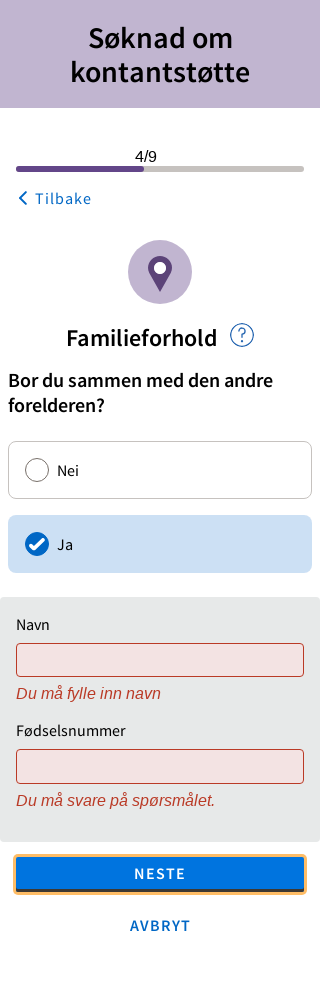 Søknad om
kontantstøtte
4/9
Tilbake
Familieforhold
?
Bor du sammen med den andre
forelderen?
Nei
Ja
Navn
Du må fylle inn navn
Fødselsnummer
Du må svare på spørsmålet.
NESTE
AVBRYT